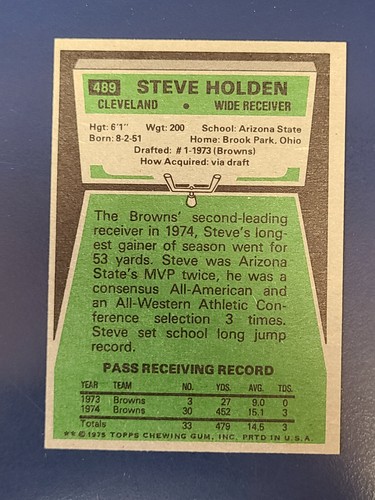 489 STEVE HOLDEN
CLEVELAND • WIDE RECEIVER
Hgt: 6'1" Wgt: 200 School: Arizona State
Born: 8-2-51 Home: Brook Park, Ohio
Drafted: #1-1973 (Browns)
How Acquired: via draft
The Browns' second-leading
receiver in 1974, Steve's long-
est gainer of season went for
53 yards. Steve was Arizona
State's MVP twice, he was a
consensus All-American and
an All-Western Athletic Con-
ference selection 3 times.
Steve set school long jump
record.
PASS RECEIVING RECORD
YEAR TEAM NO. YDS. AVG. TDS.
1973 Browns 3 27 9.0 0
1974 Browns 30 452 15.1 3
Totals 33 479 14.5 3
** © 1975 TOPPS CHEWING GUM, INC. PRTD IN U.S.A.